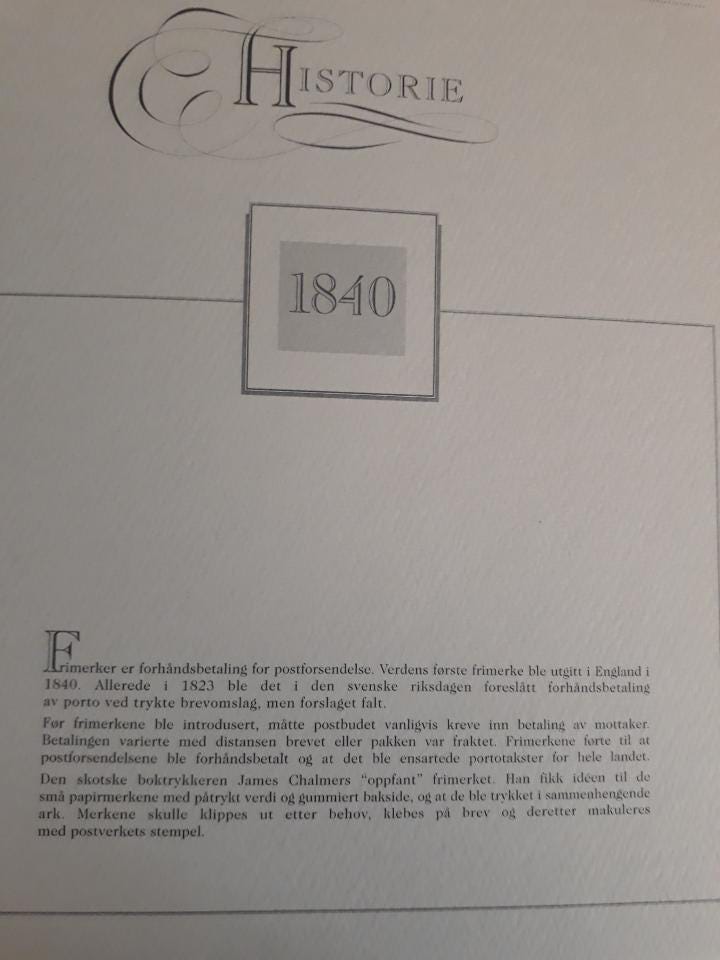 HISTORIE
1840
Frimerker er forhåndsbetaling for postforsendelse. Verdens første frimerke ble utgitt i England i
1840. Allerede i 1823 ble det i den svenske riksdagen foreslått forhåndsbetaling
av porto ved trykte brevomslag, men forslaget falt.
Før frimerkene ble introdusert, måtte postbudet vanligvis kreve inn betaling av mottaker.
Betalingen varierte med distansen brevet eller pakken var fraktet. Frimerkene førte til at
postforsendelsene ble forhåndsbetalt og at det ble ensartede portotakster for hele landet.
Den skotske boktrykkeren James Chalmers “oppfant” frimerket. Han fikk idéen til de
små papirmerkene med påtrykt verdi og gummiert bakside, og at de ble trykket i sammenhengende
ark. Merkene skulle klippes ut etter behov, klebes på brev og deretter makuleres
med postverkets stempel.